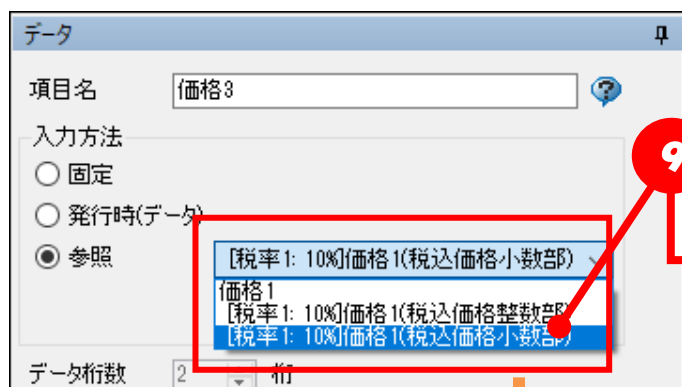 データ
項目名
価格3
入力方法
固定
発行時(データ)
参照
[税率1: 10%]価格1(税込価格小数部)
価格1
[税率1: 10%]価格1(税込価格整数部)
[税率1: 10%]価格1(税込価格小数部)
9
データ桁数
2
桁